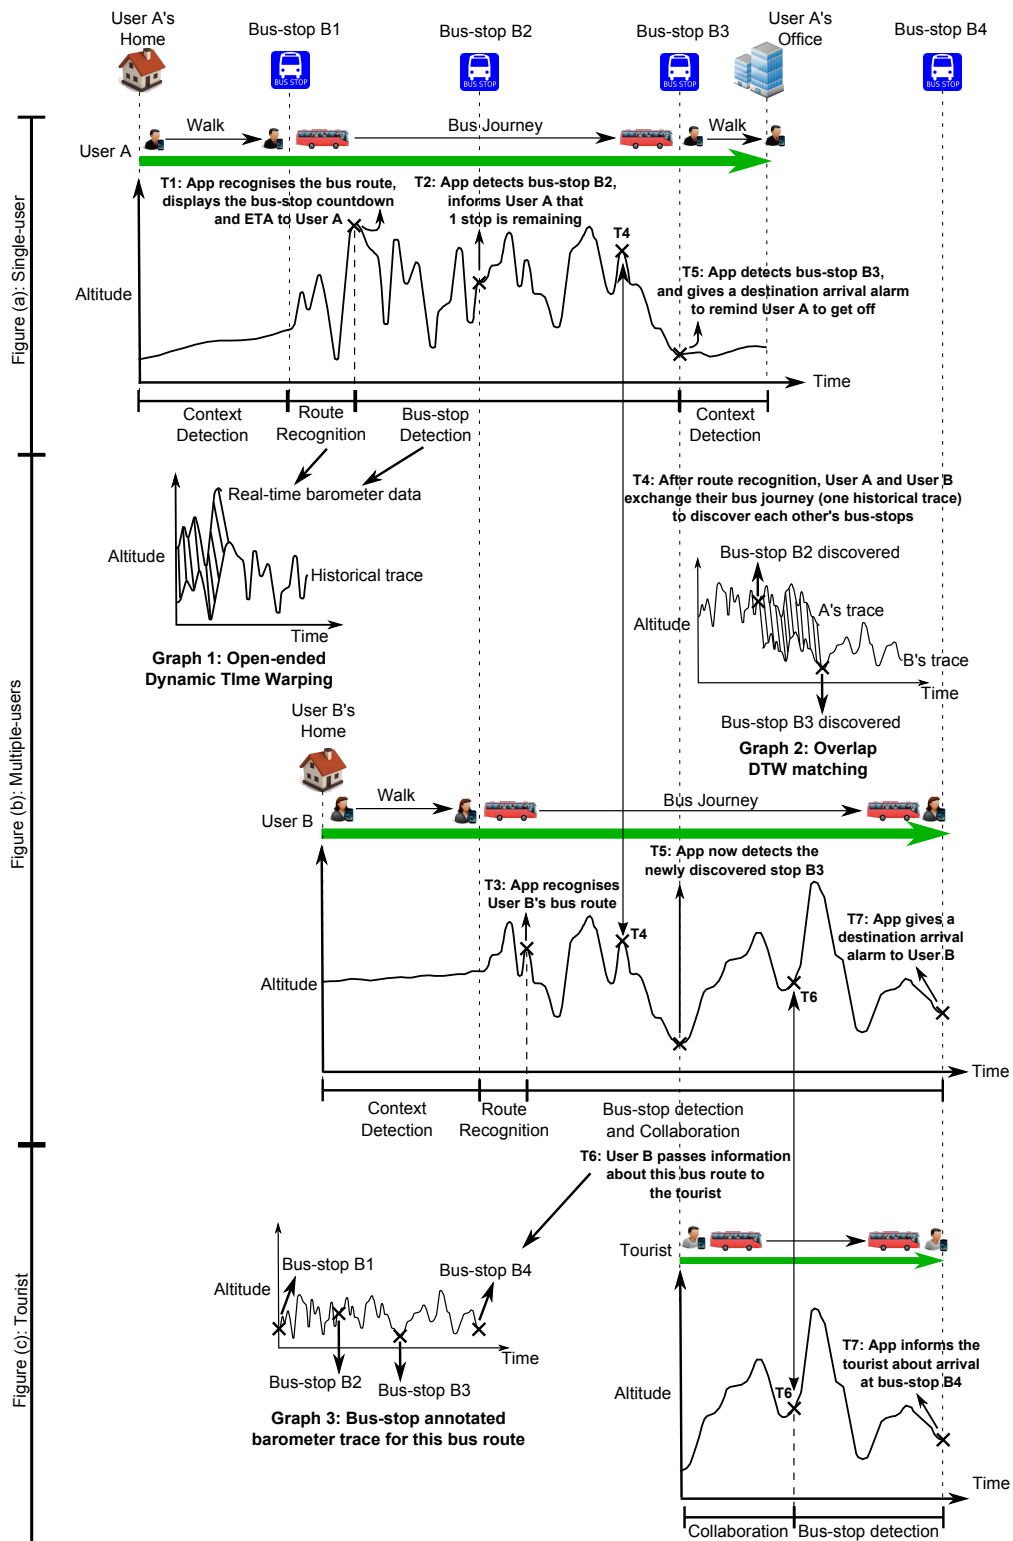 User A's
Home
Bus-stop B1
Bus-stop B2
Bus-stop B3
User A's
Office
Bus-stop B4
BUS STOP
BUS STOP
BUS STOP
BUS STOP
Figure (a): Single-user
User A
Walk
Bus Journey
Walk
T1: App recognises the bus route,
displays the bus-stop countdown
and ETA to User A
T2: App detects bus-stop B2,
informs User A that
1 stop is remaining
T4
T5: App detects bus-stop B3,
and gives a destination arrival alarm
to remind User A to get off
Altitude
Time
Context
Detection
Route
Recognition
Bus-stop
Detection
Context
Detection
Figure (b): Multiple-users
Real-time barometer data
Altitude
Historical trace
Time
Graph 1: Open-ended
Dynamic TIme Warping
T4: After route recognition, User A and User B
exchange their bus journey (one historical trace)
to discover each other's bus-stops
Bus-stop B2 discovered
A's trace
Altitude
B's trace
Time
Bus-stop B3 discovered
Graph 2: Overlap
DTW matching
User B's
Home
User B
Walk
Bus Journey
T3: App recognises
User B's bus route
T4
T5: App now detects the
newly discovered stop B3
T6
T7: App gives a
destination arrival
alarm to User B
Altitude
Time
Context
Detection
Route
Recognition
Bus-stop detection
and Collaboration
Figure (c): Tourist
T6: User B passes information
about this bus route to
the tourist
Bus-stop B1
Bus-stop B4
Altitude
Time
Bus-stop B2
Bus-stop B3
Graph 3: Bus-stop annotated
barometer trace for this bus route
Tourist
T6
T7: App informs the
tourist about arrival
at bus-stop B4
Altitude
Time
Collaboration
Bus-stop detection